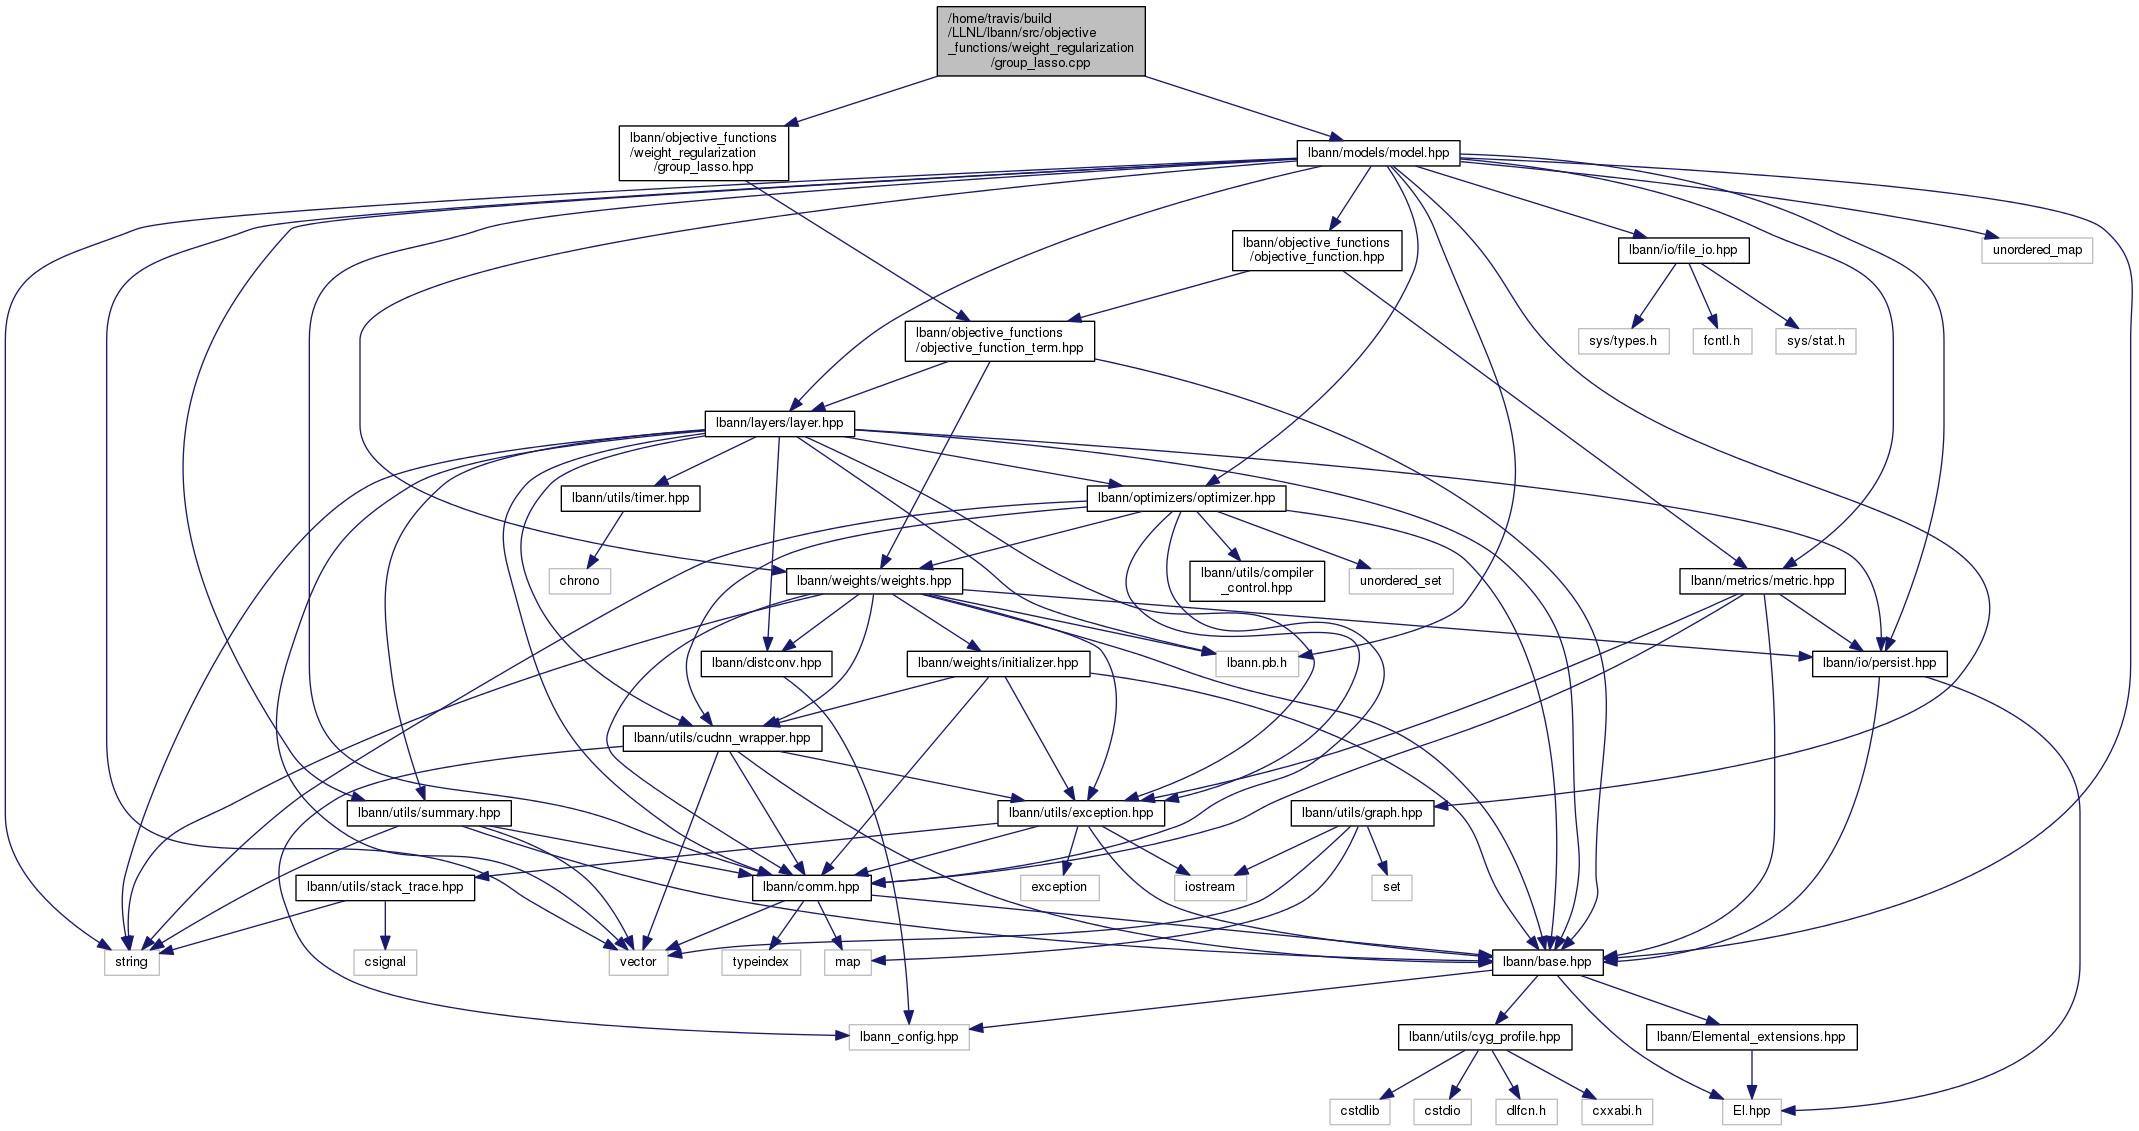 /home/travis/build
/LLNL/lbann/src/objective
_functions/weight_regularization
/group_lasso.cpp
lbann/objective_functions
/weight_regularization
/group_lasso.hpp
lbann/models/model.hpp
lbann/objective_functions
/objective_function.hpp
lbann/io/file_io.hpp
unordered_map
lbann/objective_functions
/objective_function_term.hpp
sys/types.h
fcntl.h
sys/stat.h
lbann/layers/layer.hpp
lbann/utils/timer.hpp
lbann/optimizers/optimizer.hpp
chrono
lbann/weights/weights.hpp
lbann/utils/compiler
_control.hpp
unordered_set
lbann/metrics/metric.hpp
lbann/distconv.hpp
lbann/weights/initializer.hpp
lbann.pb.h
lbann/io/persist.hpp
lbann/utils/cudnn_wrapper.hpp
lbann/utils/summary.hpp
lbann/utils/exception.hpp
lbann/utils/graph.hpp
lbann/utils/stack_trace.hpp
lbann/comm.hpp
exception
iostream
set
string
csignal
vector
typeindex
map
lbann/base.hpp
lbann_config.hpp
lbann/utils/cyg_profile.hpp
lbann/Elemental_extensions.hpp
cstdlib
cstdio
dlfcn.h
cxxabi.h
El.hpp